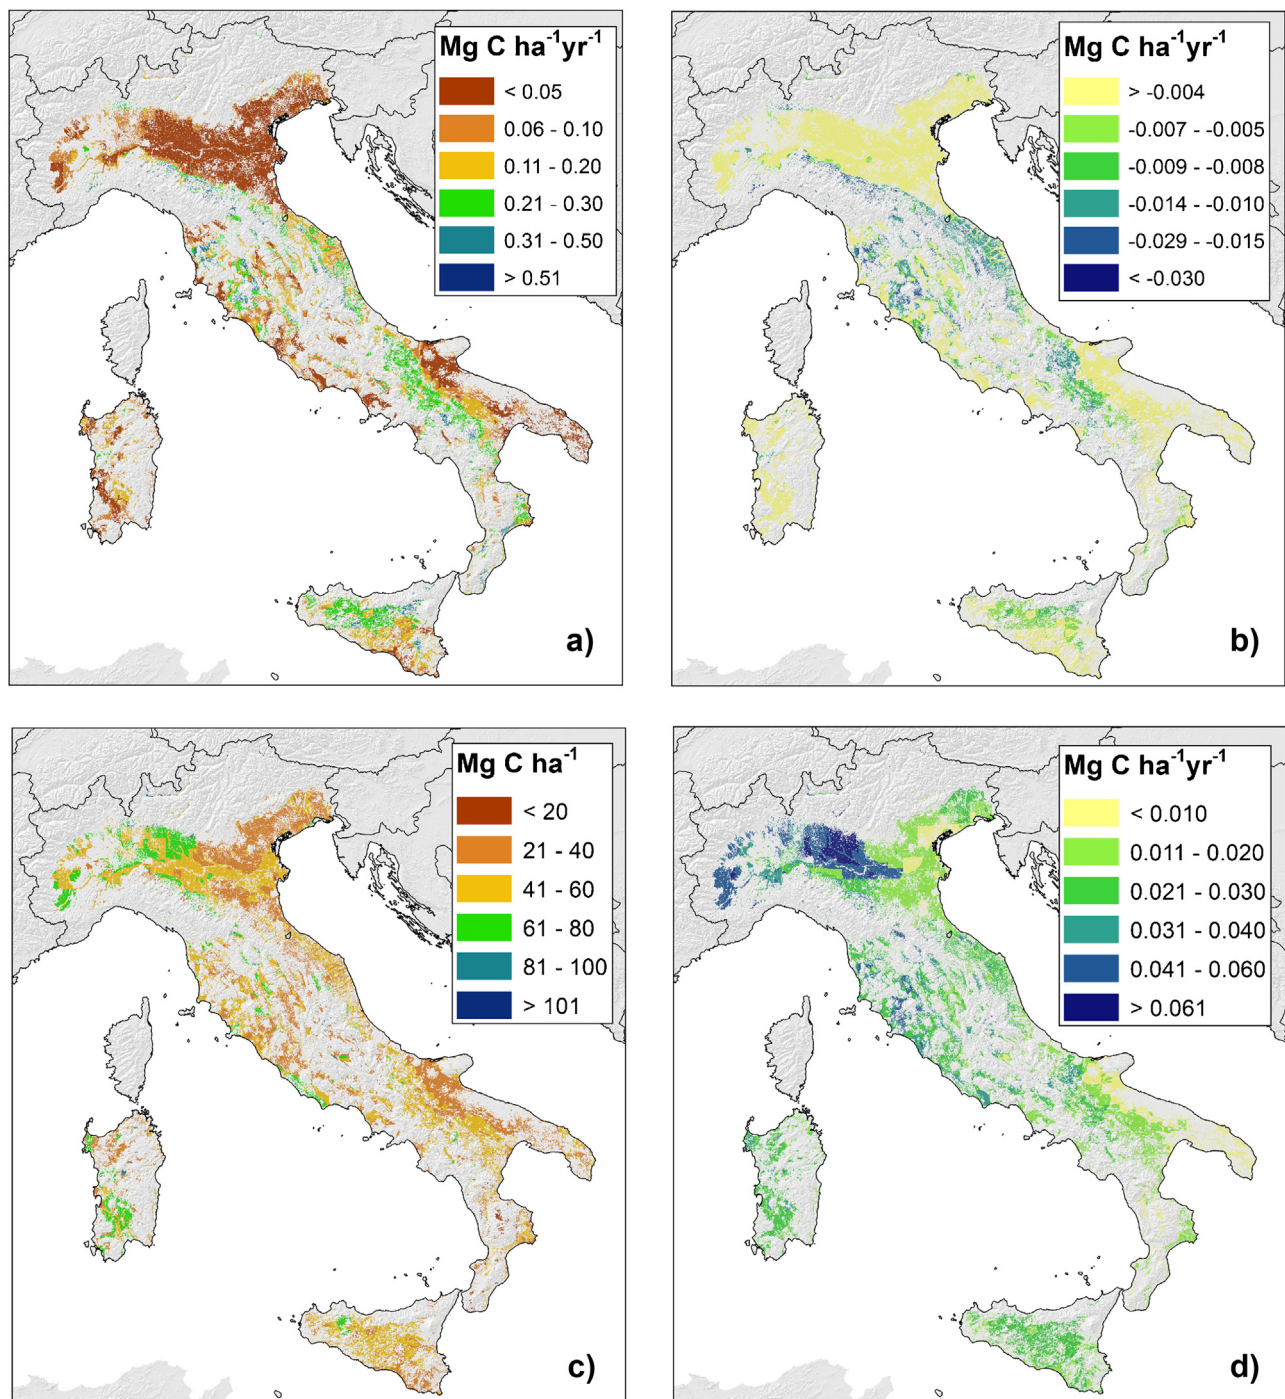 Mg C ha⁻¹yr⁻¹
< 0.05
0.06 - 0.10
0.11 - 0.20
0.21 - 0.30
0.31 - 0.50
> 0.51
a)
Mg C ha⁻¹yr⁻¹
> -0.004
-0.007 - -0.005
-0.009 - -0.008
-0.014 - -0.010
-0.029 - -0.015
< -0.030
b)
Mg C ha⁻¹
< 20
21 - 40
41 - 60
61 - 80
81 - 100
> 101
c)
Mg C ha⁻¹yr⁻¹
< 0.010
0.011 - 0.020
0.021 - 0.030
0.031 - 0.040
0.041 - 0.060
> 0.061
d)